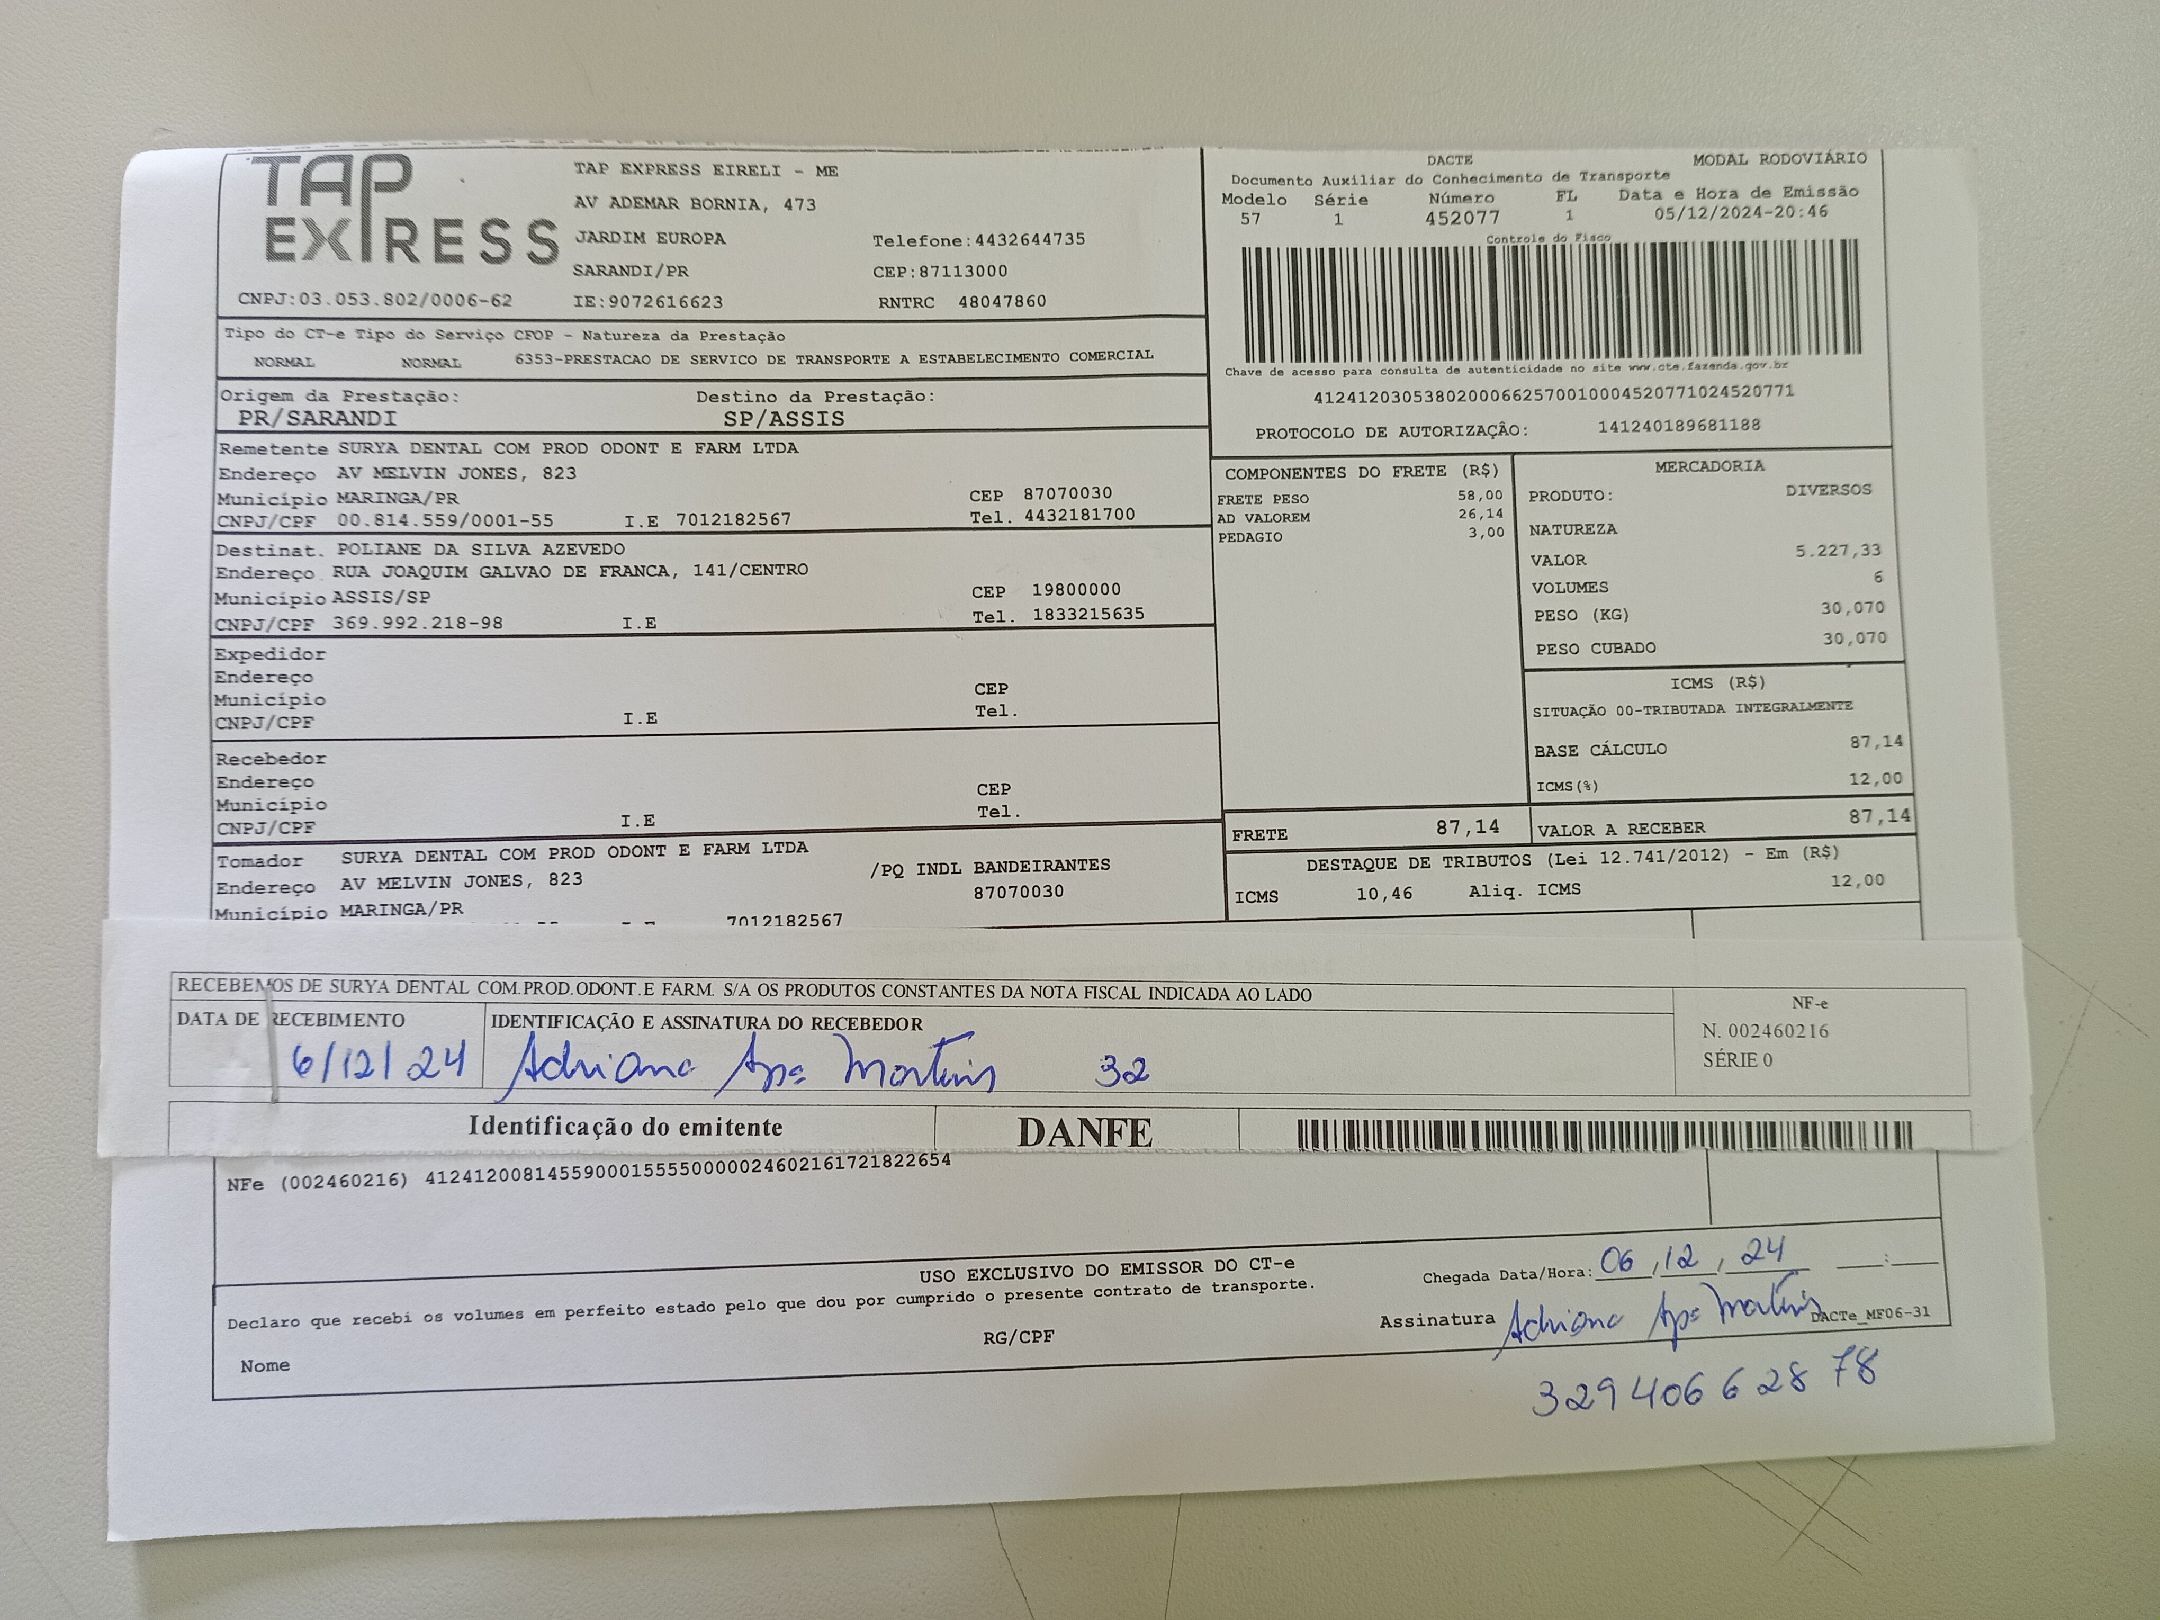 TAP EXPRESS
TAP EXPRESS EIRELI - ME
AV ADEMAR BORNIA, 473
JARDIM EUROPA Telefone:4432644735
SARANDI/PR CEP:87113000
CNPJ:03.053.802/0006-62 IE:9072616623 RNTRC 48047860
DACTE MODAL RODOVIÁRIO
Documento Auxiliar do Conhecimento de Transporte
Modelo Série Número FL Data e Hora de Emissão
57 1 452077 1 05/12/2024-20:46
Controle do Fisco
Chave de acesso para consulta de autenticidade no site www.cte.fazenda.gov.br
41241203053802000662570010004520771024520771
PROTOCOLO DE AUTORIZAÇÃO: 141240189681188
Tipo do CT-e Tipo do Serviço CFOP - Natureza da Prestação
NORMAL NORMAL 6353-PRESTACAO DE SERVICO DE TRANSPORTE A ESTABELECIMENTO COMERCIAL
Origem da Prestação: Destino da Prestação:
PR/SARANDI SP/ASSIS
Remetente SURYA DENTAL COM PROD ODONT E FARM LTDA
Endereço AV MELVIN JONES, 823
Município MARINGA/PR CEP 87070030
CNPJ/CPF 00.814.559/0001-55 I.E 7012182567 Tel. 4432181700
Destinat. POLIANE DA SILVA AZEVEDO
Endereço RUA JOAQUIM GALVAO DE FRANCA, 141/CENTRO
Município ASSIS/SP CEP 19800000
CNPJ/CPF 369.992.218-98 I.E Tel. 1833215635
Expedidor
Endereço
Município CEP
CNPJ/CPF I.E Tel.
Recebedor
Endereço
Município CEP
CNPJ/CPF I.E Tel.
Tomador SURYA DENTAL COM PROD ODONT E FARM LTDA
Endereço AV MELVIN JONES, 823 /PQ INDL BANDEIRANTES
Município MARINGA/PR 87070030
7012182567
COMPONENTES DO FRETE (R$)
FRETE PESO 58,00
AD VALOREM 26,14
PEDAGIO 3,00
MERCADORIA
PRODUTO: DIVERSOS
NATUREZA
VALOR 5.227,33
VOLUMES 6
PESO (KG) 30,070
PESO CUBADO 30,070
ICMS (R$)
SITUAÇÃO 00-TRIBUTADA INTEGRALMENTE
BASE CÁLCULO 87,14
ICMS(%) 12,00
FRETE 87,14 VALOR A RECEBER 87,14
DESTAQUE DE TRIBUTOS (Lei 12.741/2012) - Em (R$)
ICMS 10,46 Aliq. ICMS 12,00
RECEBEMOS DE SURYA DENTAL COM.PROD.ODONT.E FARM. S/A OS PRODUTOS CONSTANTES DA NOTA FISCAL INDICADA AO LADO
DATA DE RECEBIMENTO IDENTIFICAÇÃO E ASSINATURA DO RECEBEDOR
6/12/24 Adriana Apª Martins 32
NF-e
N. 002460216
SÉRIE 0
Identificação do emitente DANFE
NFe (002460216) 41241200814559000155550000024602161721822654
USO EXCLUSIVO DO EMISSOR DO CT-e
Declaro que recebi os volumes em perfeito estado pelo que dou por cumprido o presente contrato de transporte.
Nome RG/CPF
Chegada Data/Hora: 06,12,24 :
Assinatura Adriana Apª Martins DACTe_MF06-31
32940662878